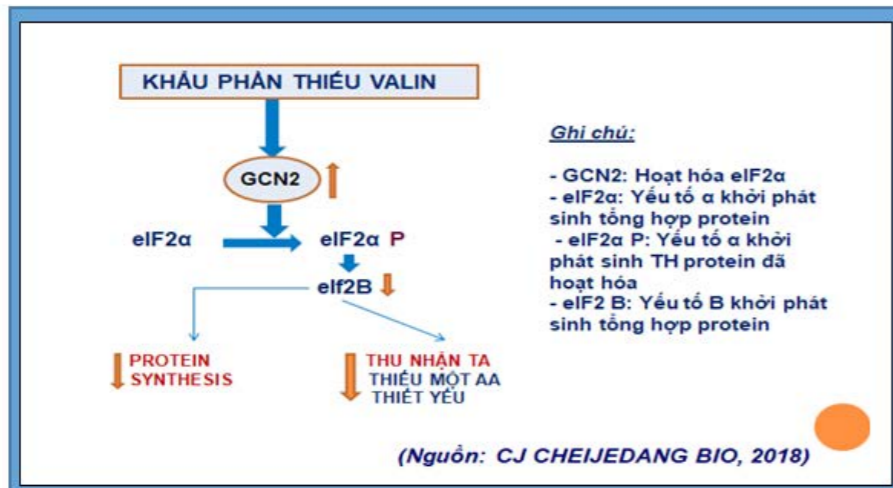 KHẨU PHẦN THIẾU VALIN
GCN2
eIF2α
eIF2α P
eIf2B
PROTEIN
SYNTHESIS
THU NHẬN TA
THIẾU MỘT AA
THIẾT YẾU
Ghi chú:
- GCN2: Hoạt hóa eIF2α
- eIF2α: Yếu tố α khởi phát
sinh tổng hợp protein
- eIF2α P: Yếu tố α khởi
phát sinh TH protein đã
hoạt hóa
- eIF2 B: Yếu tố B khởi phát
sinh tổng hợp protein
(Nguồn: CJ CHEIJEDANG BIO, 2018)